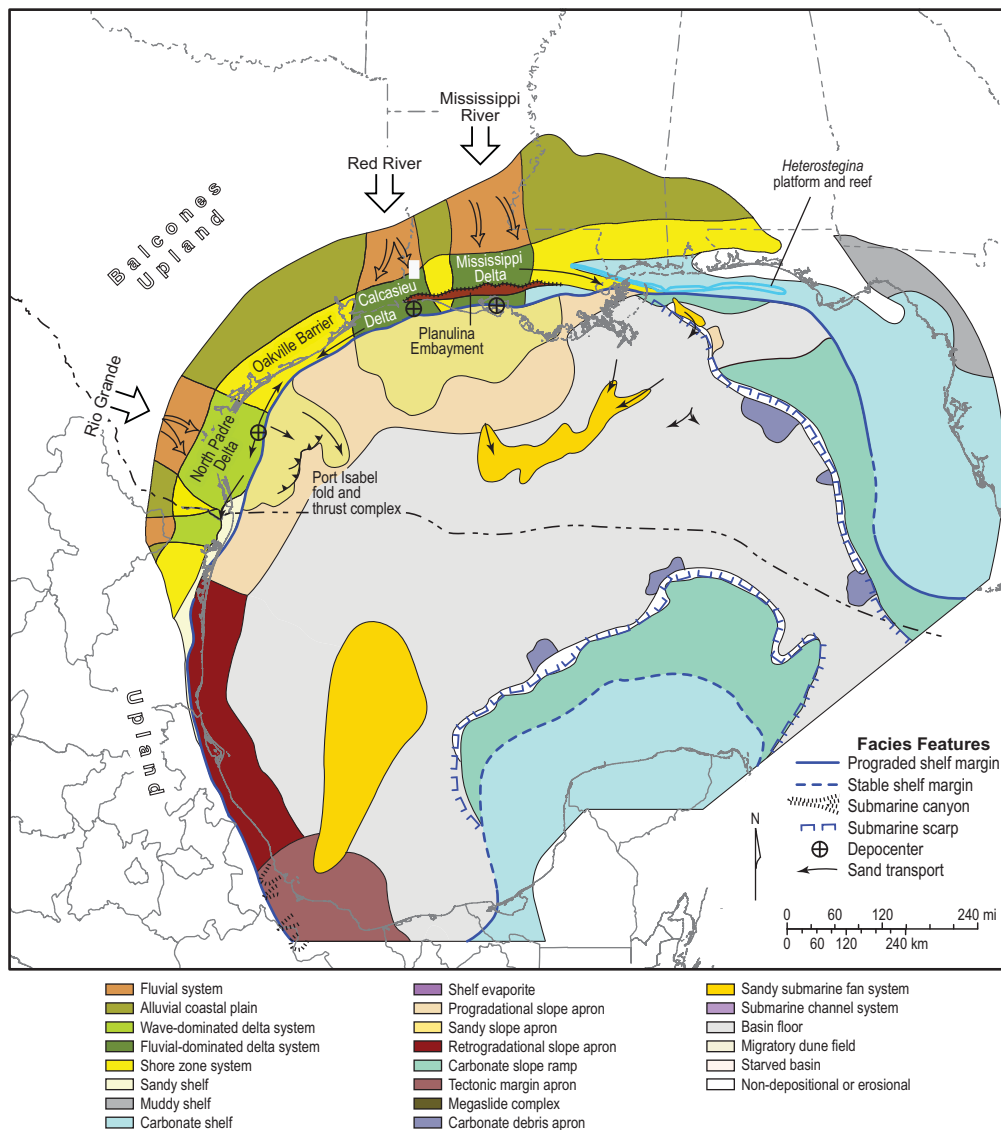 Mississippi
River
Red River
Heterostegina
platform and reef
Balcones
Upland
Mississippi
Delta
Calcasieu
Delta
Planulina
Embayment
Oakville Barrier
Rio Grande
North Padre
Delta
Port Isabel
fold and
thrust complex
Upland
Facies Features
Prograded shelf margin
Stable shelf margin
Submarine canyon
Submarine scarp
Depocenter
Sand transport
N
0 60 120 240 mi
0 60 120 240 km
Fluvial system
Alluvial coastal plain
Wave-dominated delta system
Fluvial-dominated delta system
Shore zone system
Sandy shelf
Muddy shelf
Carbonate shelf
Shelf evaporite
Progradational slope apron
Sandy slope apron
Retrogradational slope apron
Carbonate slope ramp
Tectonic margin apron
Megaslide complex
Carbonate debris apron
Sandy submarine fan system
Submarine channel system
Basin floor
Migratory dune field
Starved basin
Non-depositional or erosional